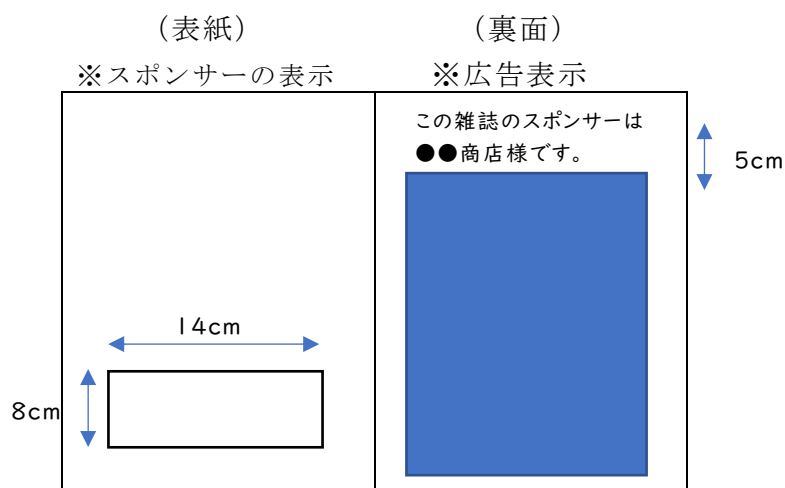 （表紙）
※スポンサーの表示
（裏面）
※広告表示
この雑誌のスポンサーは
●●商店様です。
5cm
14cm
8cm